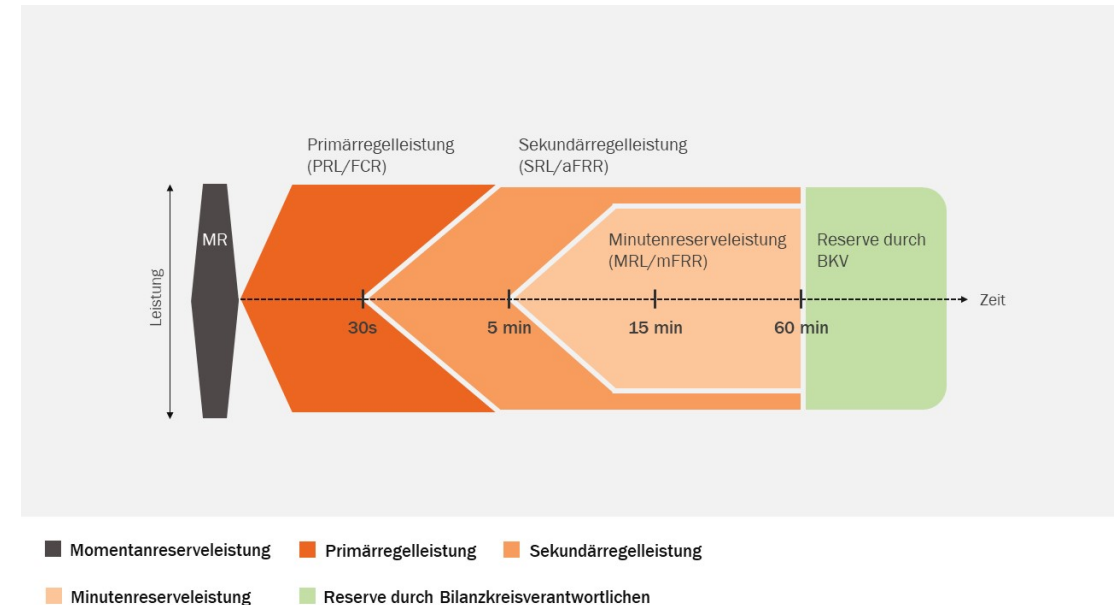 Primärregelleistung
(PRL/FCR)
Sekundärregelleistung
(SRL/aFRR)
MR
Minutenreserveleistung
(MRL/mFRR)
Reserve durch
BKV
Leistung
Zeit
30s
5 min
15 min
60 min
Momentanreserveleistung
Primärregelleistung
Sekundärregelleistung
Minutenreserveleistung
Reserve durch Bilanzkreisverantwortlichen